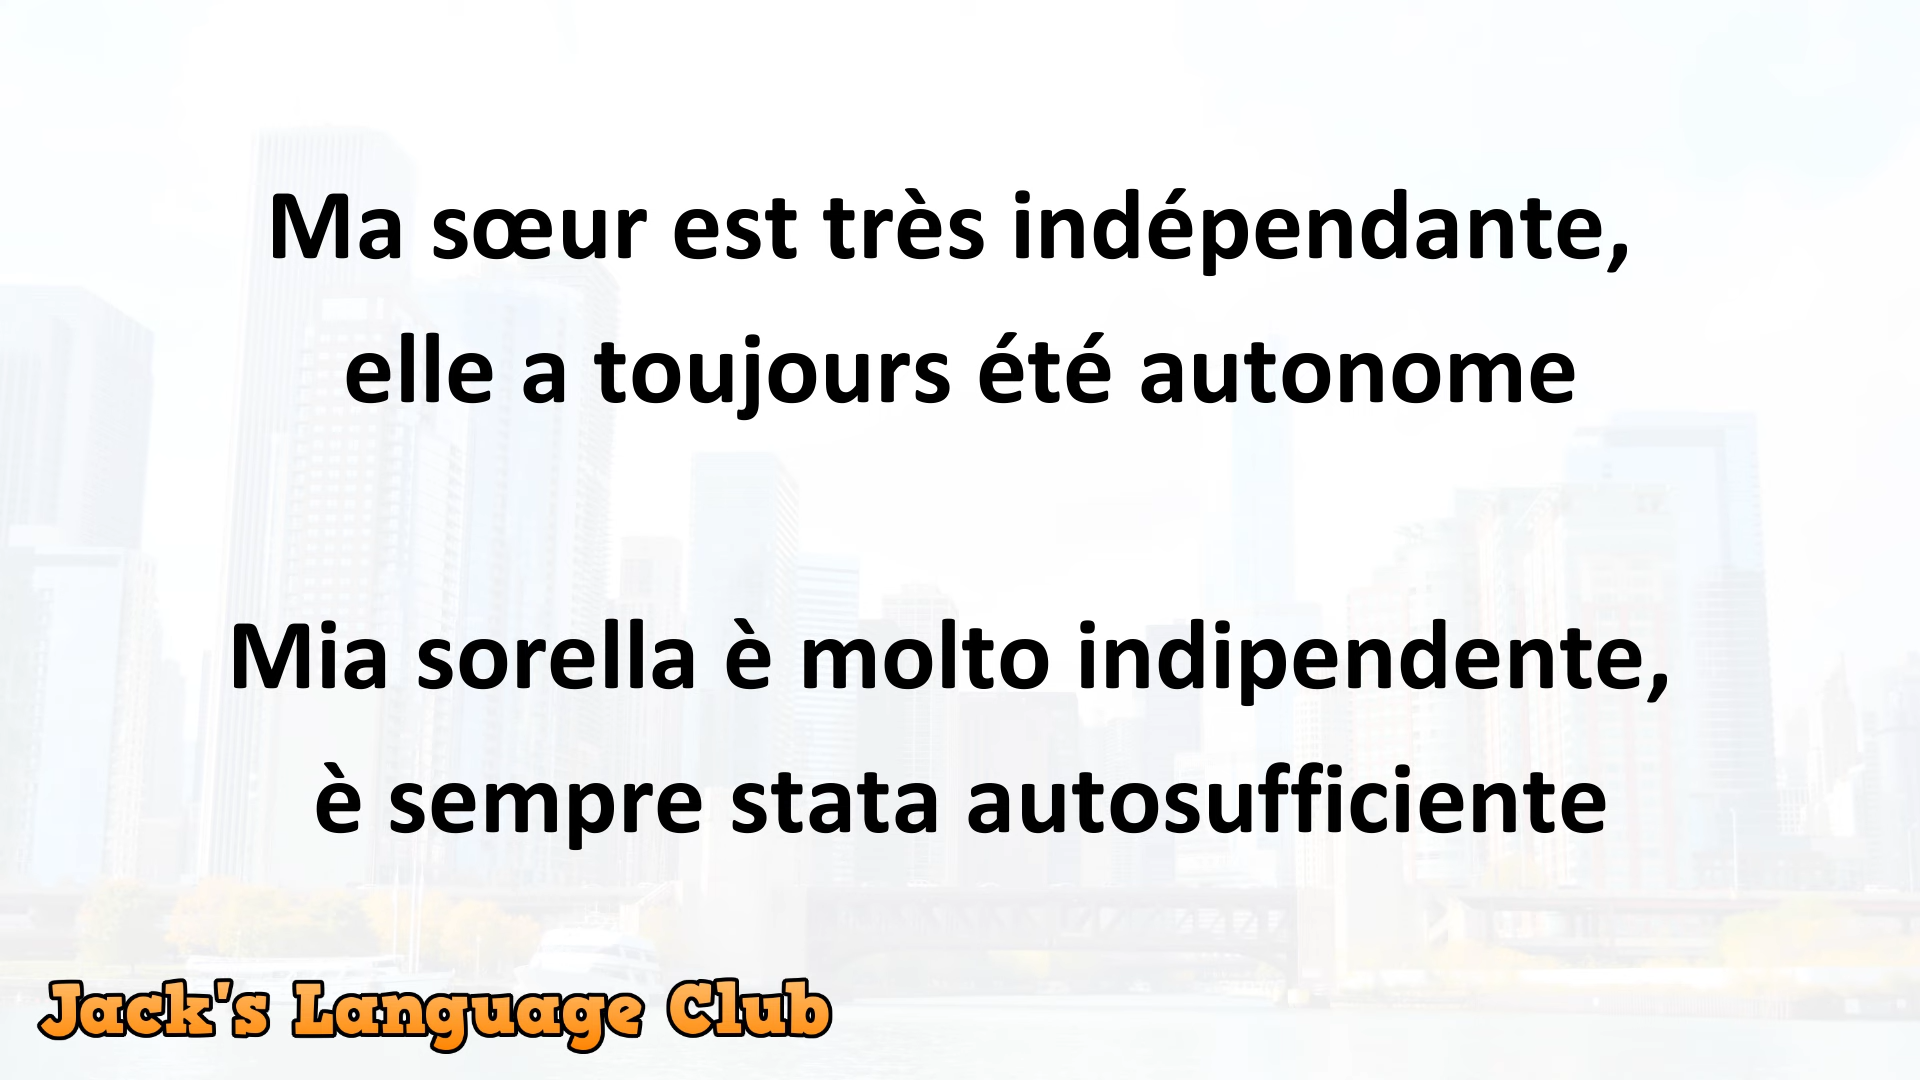 Ma sœur est très indépendante,
elle a toujours été autonome
Mia sorella è molto indipendente,
è sempre stata autosufficiente
Jack's Language Club